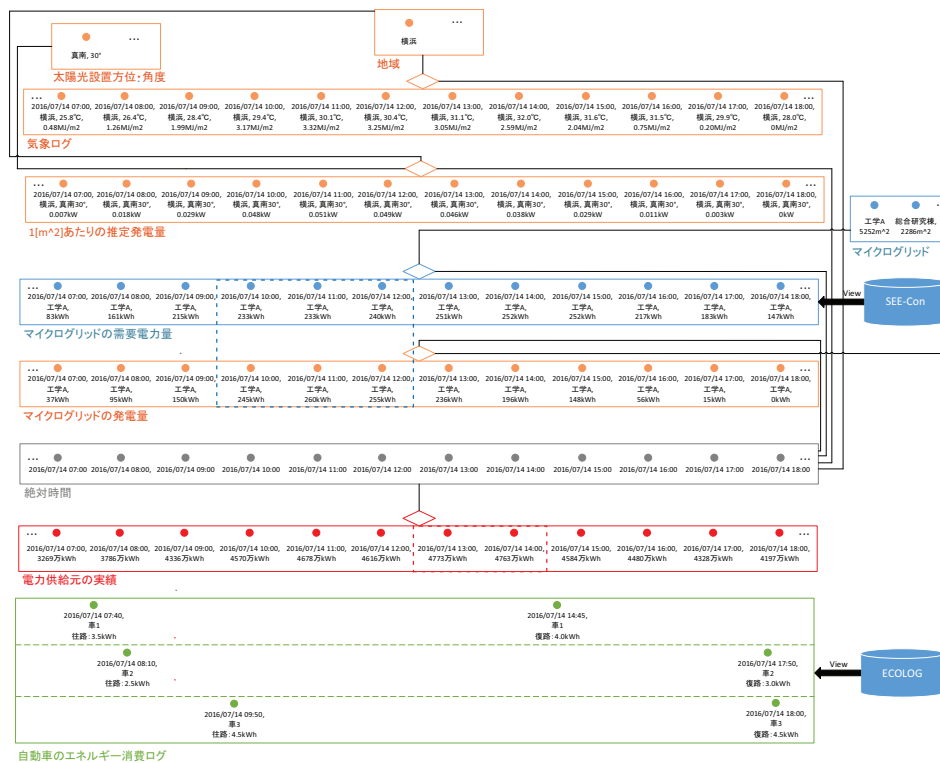 ...
真南, 30°
太陽光設置方位・角度
...
横浜
地域
... ...
2016/07/14 07:00, 2016/07/14 08:00, 2016/07/14 09:00, 2016/07/14 10:00, 2016/07/14 11:00, 2016/07/14 12:00, 2016/07/14 13:00, 2016/07/14 14:00, 2016/07/14 15:00, 2016/07/14 16:00, 2016/07/14 17:00, 2016/07/14 18:00,
横浜, 25.8℃, 横浜, 26.4℃, 横浜, 28.4℃, 横浜, 29.4℃, 横浜, 30.1℃, 横浜, 30.4℃, 横浜, 31.1℃, 横浜, 32.0℃, 横浜, 31.6℃, 横浜, 31.5℃, 横浜, 29.9℃, 横浜, 28.0℃,
0.48MJ/m2 1.26MJ/m2 1.99MJ/m2 3.17MJ/m2 3.32MJ/m2 3.25MJ/m2 3.05MJ/m2 2.59MJ/m2 2.04MJ/m2 0.75MJ/m2 0.20MJ/m2 0MJ/m2
気象ログ
... ...
2016/07/14 07:00, 2016/07/14 08:00, 2016/07/14 09:00, 2016/07/14 10:00, 2016/07/14 11:00, 2016/07/14 12:00, 2016/07/14 13:00, 2016/07/14 14:00, 2016/07/14 15:00, 2016/07/14 16:00, 2016/07/14 17:00, 2016/07/14 18:00,
横浜, 真南30°, 横浜, 真南30°, 横浜, 真南30°, 横浜, 真南30°, 横浜, 真南30°, 横浜, 真南30°, 横浜, 真南30°, 横浜, 真南30°, 横浜, 真南30°, 横浜, 真南30°, 横浜, 真南30°, 横浜, 真南30°,
0.007kW 0.018kW 0.029kW 0.048kW 0.051kW 0.049kW 0.046kW 0.038kW 0.029kW 0.011kW 0.003kW 0kW
1[m^2]あたりの推定発電量
工学A 総合研究棟,
5252m^2 2286m^2
マイクログリッド
... ...
2016/07/14 07:00, 2016/07/14 08:00, 2016/07/14 09:00, 2016/07/14 10:00, 2016/07/14 11:00, 2016/07/14 12:00, 2016/07/14 13:00, 2016/07/14 14:00, 2016/07/14 15:00, 2016/07/14 16:00, 2016/07/14 17:00, 2016/07/14 18:00,
工学A, 工学A, 工学A, 工学A, 工学A, 工学A, 工学A, 工学A, 工学A, 工学A, 工学A, 工学A,
83kWh 161kWh 215kWh 233kWh 233kWh 240kWh 251kWh 252kWh 252kWh 217kWh 183kWh 147kWh
マイクログリッドの需要電力量
View
SEE-Con
... ...
2016/07/14 07:00, 2016/07/14 08:00, 2016/07/14 09:00, 2016/07/14 10:00, 2016/07/14 11:00, 2016/07/14 12:00, 2016/07/14 13:00, 2016/07/14 14:00, 2016/07/14 15:00, 2016/07/14 16:00, 2016/07/14 17:00, 2016/07/14 18:00,
工学A, 工学A, 工学A, 工学A, 工学A, 工学A, 工学A, 工学A, 工学A, 工学A, 工学A, 工学A,
37kWh 95kWh 150kWh 245kWh 260kWh 255kWh 236kWh 196kWh 148kWh 56kWh 15kWh 0kWh
マイクログリッドの発電量
... ...
2016/07/14 07:00 2016/07/14 08:00, 2016/07/14 09:00 2016/07/14 10:00 2016/07/14 11:00 2016/07/14 12:00 2016/07/14 13:00 2016/07/14 14:00 2016/07/14 15:00 2016/07/14 16:00 2016/07/14 17:00 2016/07/14 18:00
絶対時間
... ...
2016/07/14 07:00, 2016/07/14 08:00, 2016/07/14 09:00, 2016/07/14 10:00, 2016/07/14 11:00, 2016/07/14 12:00, 2016/07/14 13:00, 2016/07/14 14:00, 2016/07/14 15:00, 2016/07/14 16:00, 2016/07/14 17:00, 2016/07/14 18:00,
3269万kWh 3786万kWh 4336万kWh 4570万kWh 4678万kWh 4616万kWh 4773万kWh 4763万kWh 4584万kWh 4480万kWh 4328万kWh 4197万kWh
電力供給元の実績
2016/07/14 07:40, 2016/07/14 14:45,
車1 車1
往路:3.5kWh 復路:4.0kWh
2016/07/14 08:10, 2016/07/14 17:50,
車2 車2
往路:2.5kWh 復路:3.0kWh
View
ECOLOG
2016/07/14 09:50, 2016/07/14 18:00,
車3 車3
往路:4.5kWh 復路:4.5kWh
自動車のエネルギー消費ログ